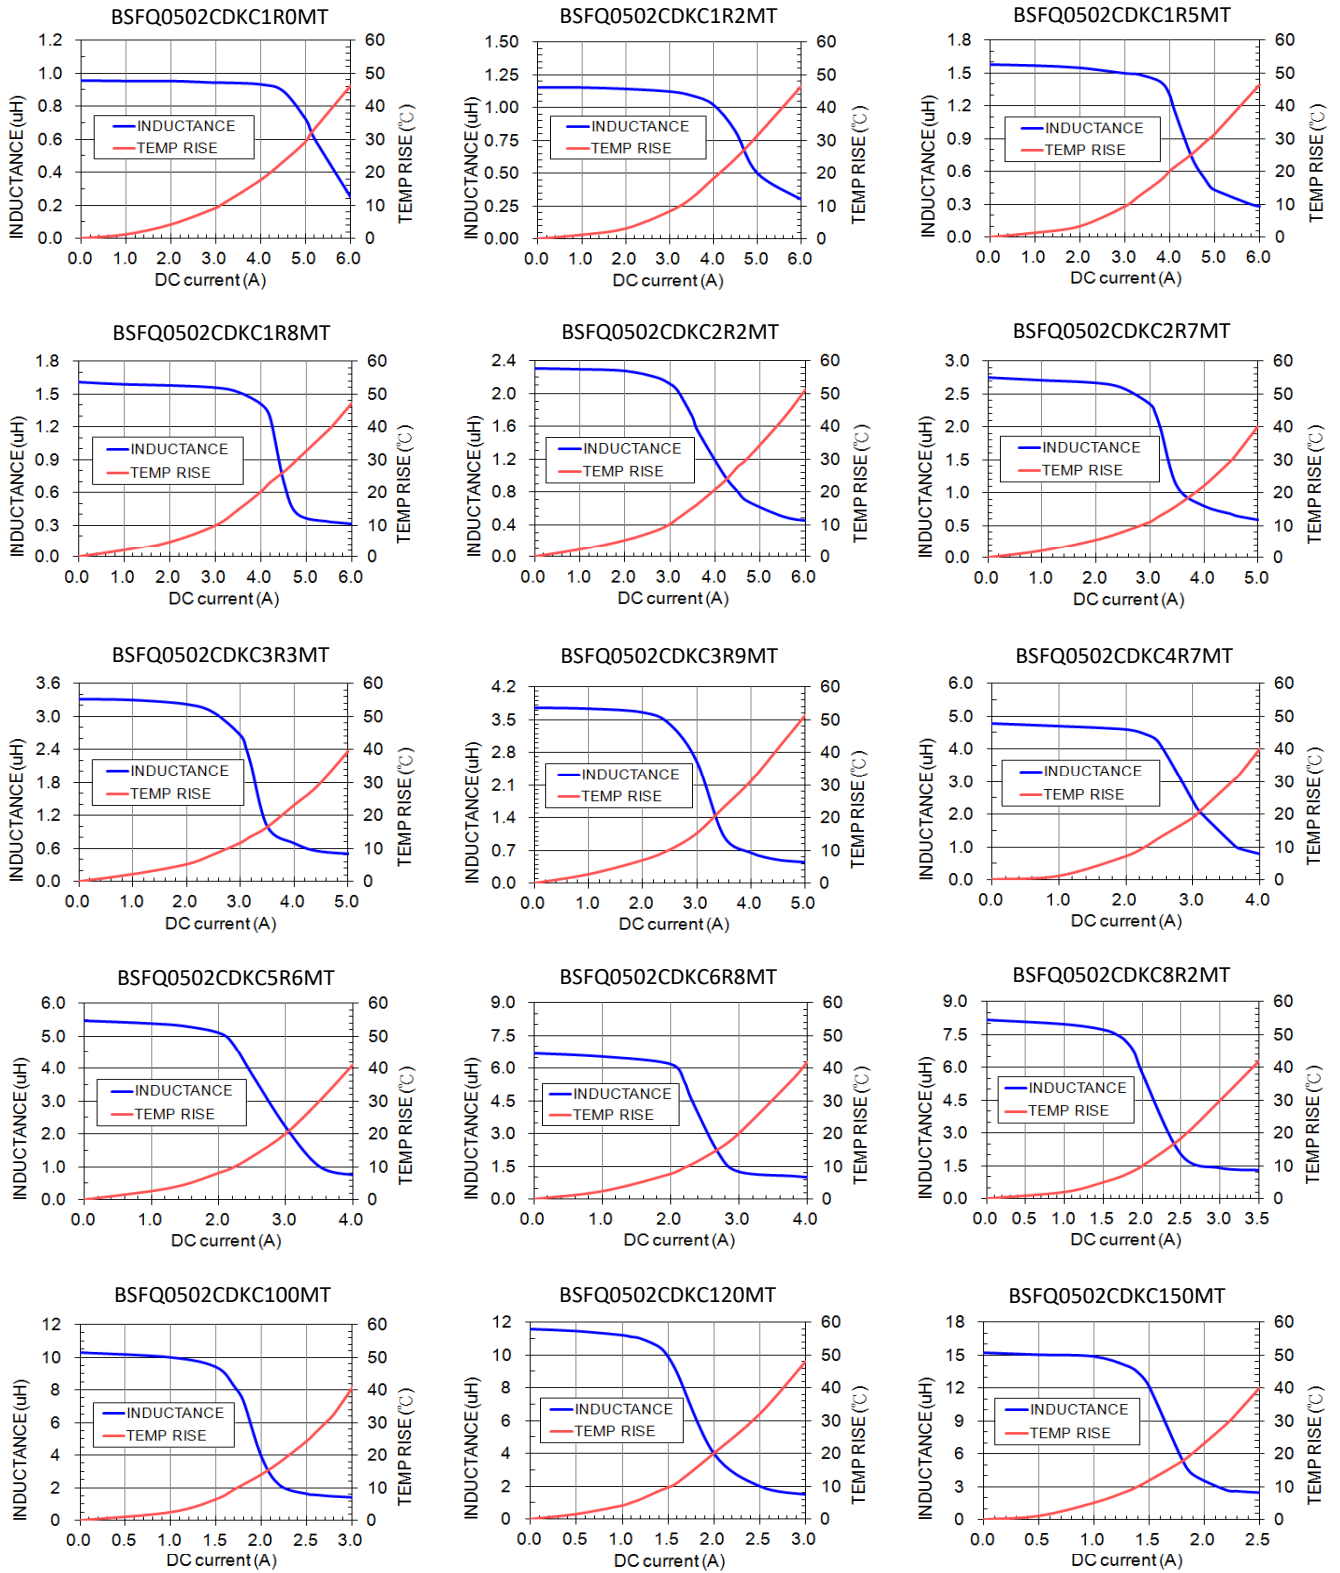 BSFQ0502CDKC1R0MT
BSFQ0502CDKC1R2MT
BSFQ0502CDKC1R5MT
INDUCTANCE (uH)
1.2
1.0
0.8
0.6
0.4
0.2
0.0
INDUCTANCE
TEMP RISE
60
50
40
30
20
10
0
TEMP RISE (℃)
0.0 1.0 2.0 3.0 4.0 5.0 6.0
DC current (A)
INDUCTANCE (uH)
1.50
1.25
1.00
0.75
0.50
0.25
0.00
INDUCTANCE
TEMP RISE
60
50
40
30
20
10
0
TEMP RISE (℃)
0.0 1.0 2.0 3.0 4.0 5.0 6.0
DC current (A)
INDUCTANCE (uH)
1.8
1.5
1.2
0.9
0.6
0.3
0.0
INDUCTANCE
TEMP RISE
60
50
40
30
20
10
0
TEMP RISE (℃)
0.0 1.0 2.0 3.0 4.0 5.0 6.0
DC current (A)
BSFQ0502CDKC1R8MT
BSFQ0502CDKC2R2MT
BSFQ0502CDKC2R7MT
INDUCTANCE (uH)
1.8
1.5
1.2
0.9
0.6
0.3
0.0
INDUCTANCE
TEMP RISE
60
50
40
30
20
10
0
TEMP RISE (℃)
0.0 1.0 2.0 3.0 4.0 5.0 6.0
DC current (A)
INDUCTANCE (uH)
2.4
2.0
1.6
1.2
0.8
0.4
0.0
INDUCTANCE
TEMP RISE
60
50
40
30
20
10
0
TEMP RISE (℃)
0.0 1.0 2.0 3.0 4.0 5.0 6.0
DC current (A)
INDUCTANCE (uH)
3.0
2.5
2.0
1.5
1.0
0.5
0.0
INDUCTANCE
TEMP RISE
60
50
40
30
20
10
0
TEMP RISE (℃)
0.0 1.0 2.0 3.0 4.0 5.0
DC current (A)
BSFQ0502CDKC3R3MT
BSFQ0502CDKC3R9MT
BSFQ0502CDKC4R7MT
INDUCTANCE (uH)
3.6
3.0
2.4
1.8
1.2
0.6
0.0
INDUCTANCE
TEMP RISE
60
50
40
30
20
10
0
TEMP RISE (℃)
0.0 1.0 2.0 3.0 4.0 5.0
DC current (A)
INDUCTANCE (uH)
4.2
3.5
2.8
2.1
1.4
0.7
0.0
INDUCTANCE
TEMP RISE
60
50
40
30
20
10
0
TEMP RISE (℃)
0.0 1.0 2.0 3.0 4.0 5.0
DC current (A)
INDUCTANCE (uH)
6.0
5.0
4.0
3.0
2.0
1.0
0.0
INDUCTANCE
TEMP RISE
60
50
40
30
20
10
0
TEMP RISE (℃)
0.0 1.0 2.0 3.0 4.0
DC current (A)
BSFQ0502CDKC5R6MT
BSFQ0502CDKC6R8MT
BSFQ0502CDKC8R2MT
INDUCTANCE (uH)
6.0
5.0
4.0
3.0
2.0
1.0
0.0
INDUCTANCE
TEMP RISE
60
50
40
30
20
10
0
TEMP RISE (℃)
0.0 1.0 2.0 3.0 4.0
DC current (A)
INDUCTANCE (uH)
9.0
7.5
6.0
4.5
3.0
1.5
0.0
INDUCTANCE
TEMP RISE
60
50
40
30
20
10
0
TEMP RISE (℃)
0.0 1.0 2.0 3.0 4.0
DC current (A)
INDUCTANCE (uH)
9.0
7.5
6.0
4.5
3.0
1.5
0.0
INDUCTANCE
TEMP RISE
60
50
40
30
20
10
0
TEMP RISE (℃)
0.0 0.5 1.0 1.5 2.0 2.5 3.0 3.5
DC current (A)
BSFQ0502CDKC100MT
BSFQ0502CDKC120MT
BSFQ0502CDKC150MT
INDUCTANCE (uH)
12
10
8
6
4
2
0
INDUCTANCE
TEMP RISE
60
50
40
30
20
10
0
TEMP RISE (℃)
0.0 0.5 1.0 1.5 2.0 2.5 3.0
DC current (A)
INDUCTANCE (uH)
12
10
8
6
4
2
0
INDUCTANCE
TEMP RISE
60
50
40
30
20
10
0
TEMP RISE (℃)
0.0 0.5 1.0 1.5 2.0 2.5 3.0
DC current (A)
INDUCTANCE (uH)
18
15
12
9
6
3
0
INDUCTANCE
TEMP RISE
60
50
40
30
20
10
0
TEMP RISE (℃)
0.0 0.5 1.0 1.5 2.0 2.5
DC current (A)